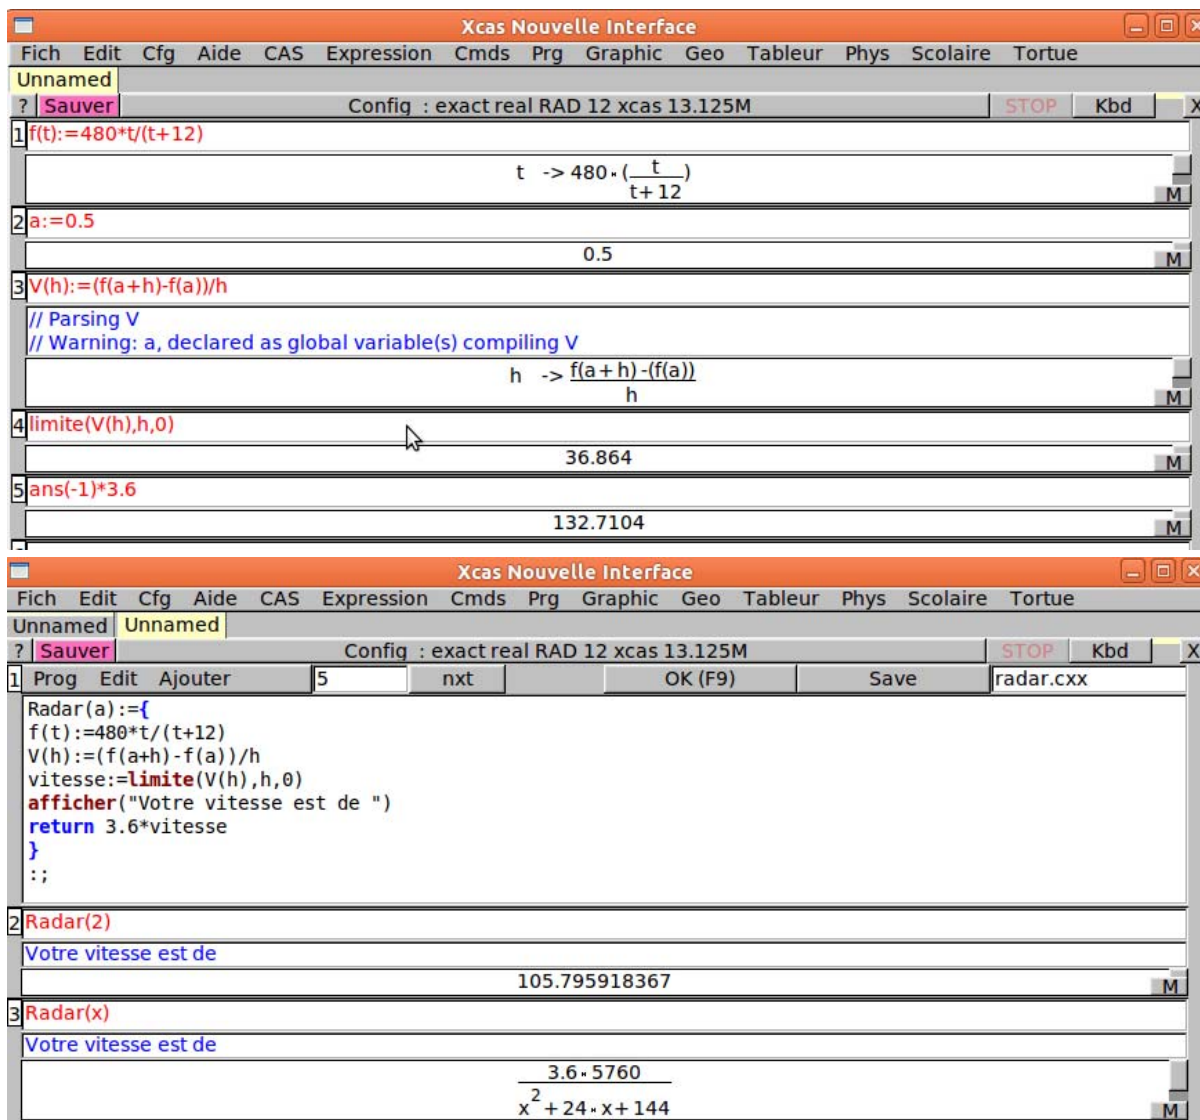 Xcas Nouvelle Interface
Fich Edit Cfg Aide CAS Expression Cmds Prg Graphic Geo Tableur Phys Scolaire Tortue
Unnamed
? Sauver Config : exact real RAD 12 xcas 13.125M STOP Kbd X
1 f(t):=480*t/(t+12)
t -> 480*(t/(t+12))
M
2 a:=0.5
0.5
M
3 V(h):=(f(a+h)-f(a))/h
// Parsing V
// Warning: a, declared as global variable(s) compiling V
h -> (f(a+h)-(f(a)))/h
M
4 limite(V(h),h,0)
36.864
M
5 ans(-1)*3.6
132.7104
M
Xcas Nouvelle Interface
Fich Edit Cfg Aide CAS Expression Cmds Prg Graphic Geo Tableur Phys Scolaire Tortue
Unnamed Unnamed
? Sauver Config : exact real RAD 12 xcas 13.125M STOP Kbd X
1 Prog Edit Ajouter 5 nxt OK (F9) Save radar.cxx
Radar(a):={
f(t):=480*t/(t+12)
V(h):=(f(a+h)-f(a))/h
vitesse:=limite(V(h),h,0)
afficher("Votre vitesse est de ")
return 3.6*vitesse
}
:;
2 Radar(2)
Votre vitesse est de
105.795918367
M
3 Radar(x)
Votre vitesse est de
3.6*5760
x^2+24*x+144
M